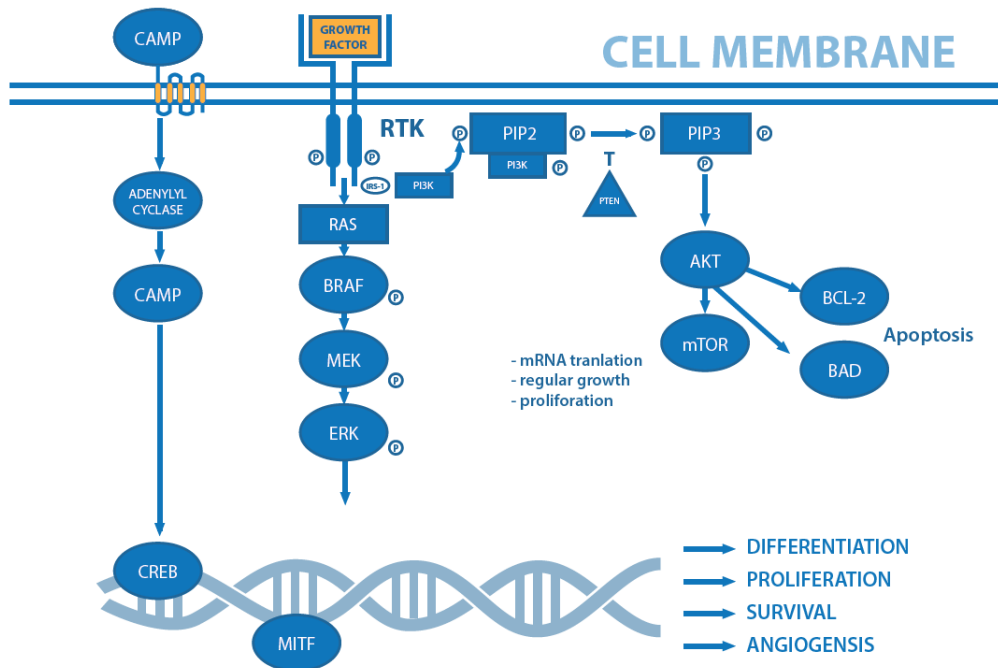 CAMP
GROWTH
FACTOR
CELL MEMBRANE
RTK
P
P
IRS-1
PI3K
P
PIP2
P
PI3K
P
P
PIP3
P
P
T
PTEN
ADENYLYL
CYCLASE
CAMP
RAS
BRAF
P
MEK
P
ERK
P
AKT
BCL-2
mTOR
BAD
Apoptosis
- mRNA tranlation
- regular growth
- proliforation
CREB
MITF
DIFFERENTIATION
PROLIFERATION
SURVIVAL
ANGIOGENSIS